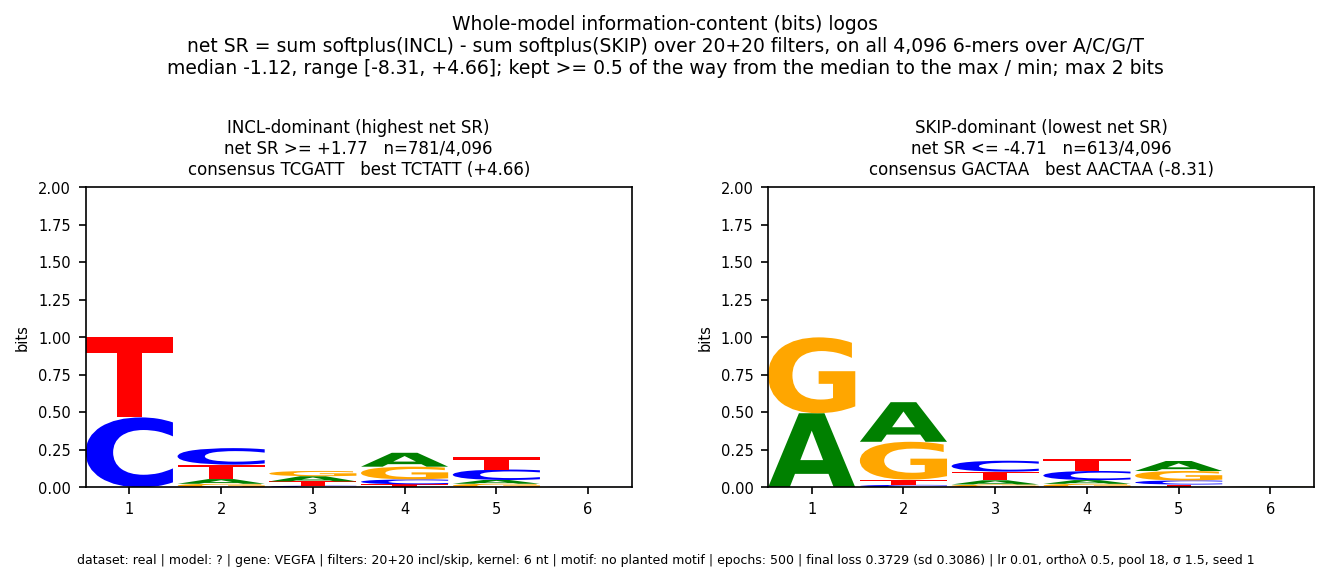 Whole-model information-content (bits) logos
net SR = sum softplus(INCL) - sum softplus(SKIP) over 20+20 filters, on all 4,096 6-mers over A/C/G/T
median -1.12, range [-8.31, +4.66]; kept >= 0.5 of the way from the median to the max / min; max 2 bits
INCL-dominant (highest net SR)
net SR >= +1.77   n=781/4,096
consensus TCGATT   best TCTATT (+4.66)
SKIP-dominant (lowest net SR)
net SR <= -4.71   n=613/4,096
consensus GACTAA   best AACTAA (-8.31)
bits
2.00
1.75
1.50
1.25
1.00
0.75
0.50
0.25
0.00
1 2 3 4 5 6
bits
2.00
1.75
1.50
1.25
1.00
0.75
0.50
0.25
0.00
1 2 3 4 5 6
dataset: real | model: ? | gene: VEGFA | filters: 20+20 incl/skip, kernel: 6 nt | motif: no planted motif | epochs: 500 | final loss 0.3729 (sd 0.3086) | lr 0.01, orthoλ 0.5, pool 18, σ 1.5, seed 1